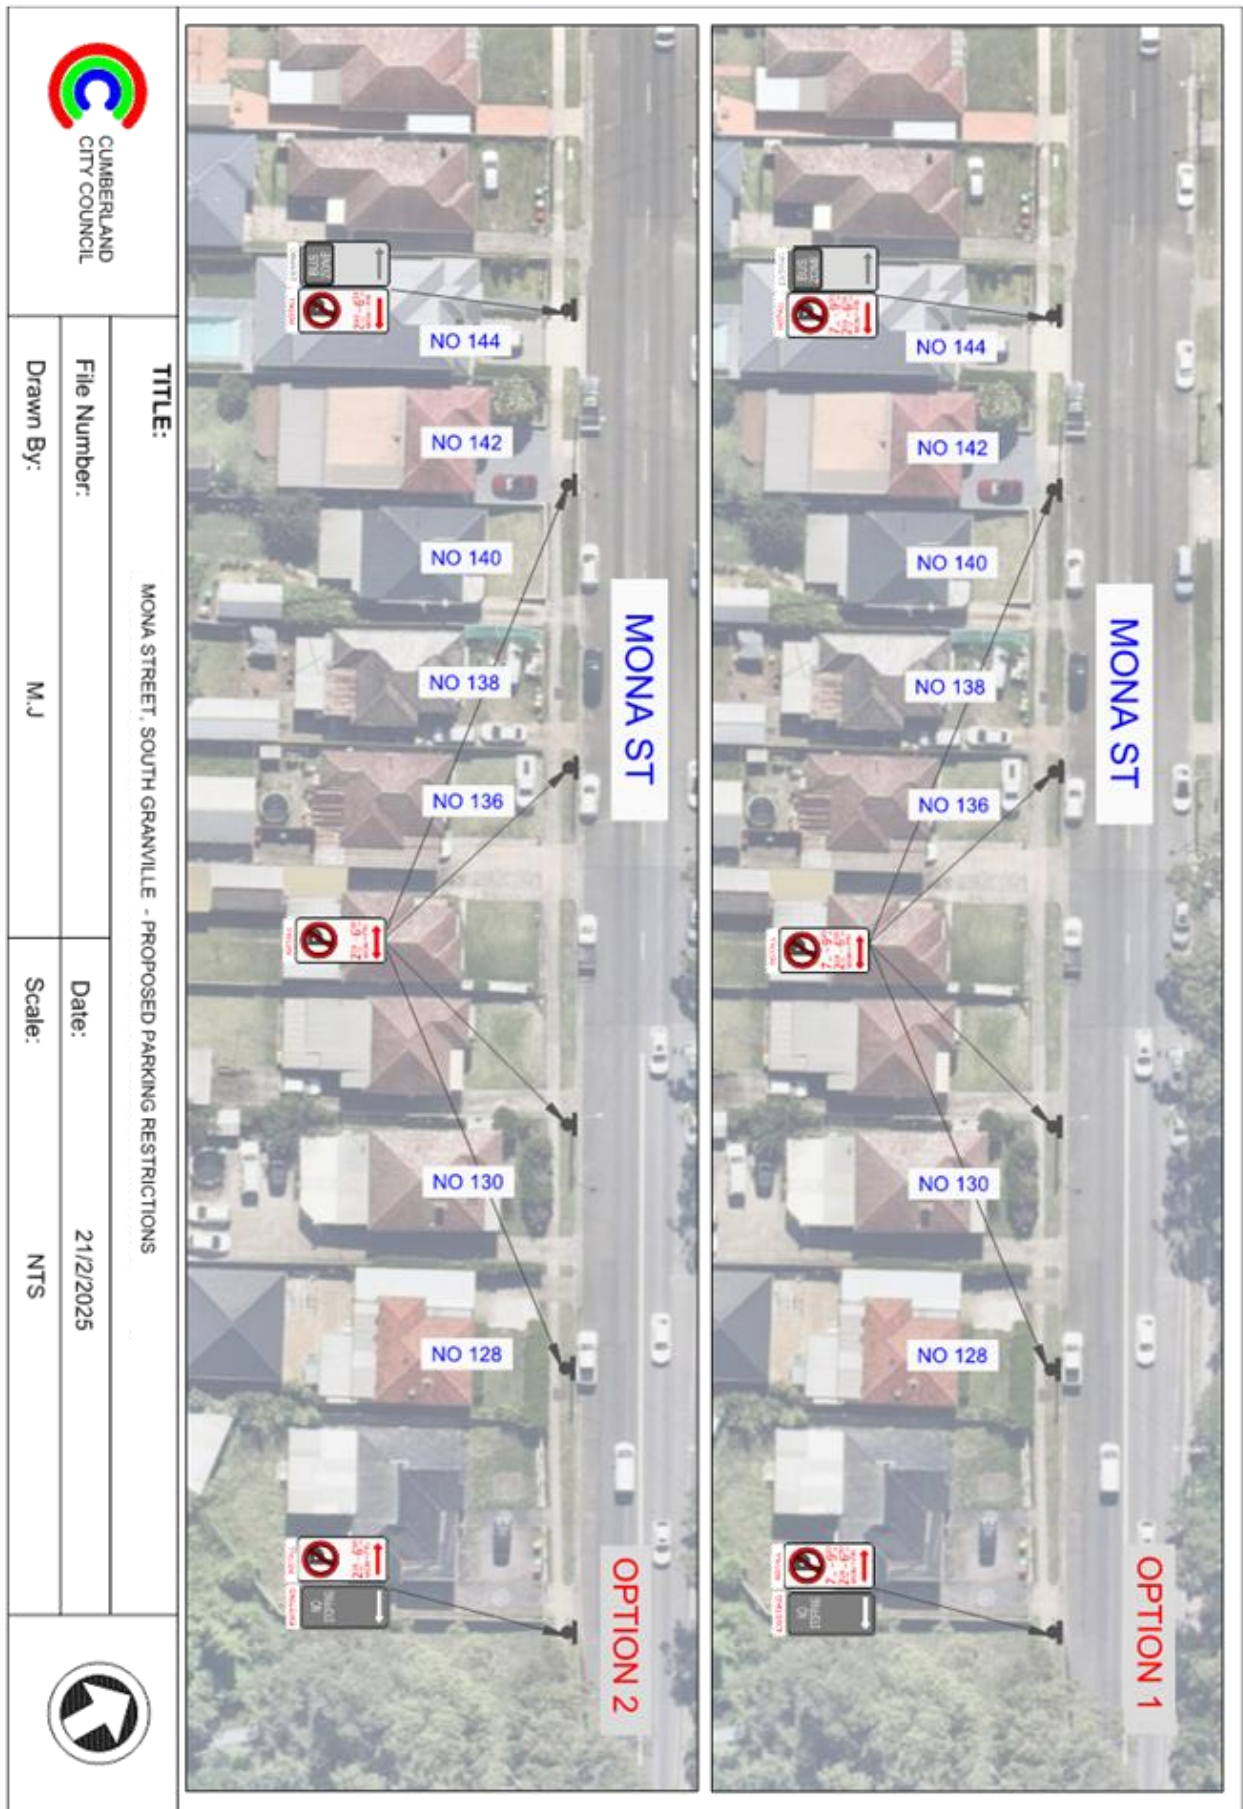 OPTION 1
MONA ST
NO 144
NO 142
NO 140
NO 138
NO 136
NO 130
NO 128
OPTION 2
MONA ST
NO 144
NO 142
NO 140
NO 138
NO 136
NO 130
NO 128
CUMBERLAND
CITY COUNCIL
TITLE:
MONA STREET, SOUTH GRANVILLE - PROPOSED PARKING RESTRICTIONS
File Number:
Date: 21/2/2025
Drawn By: M.J
Scale: NTS